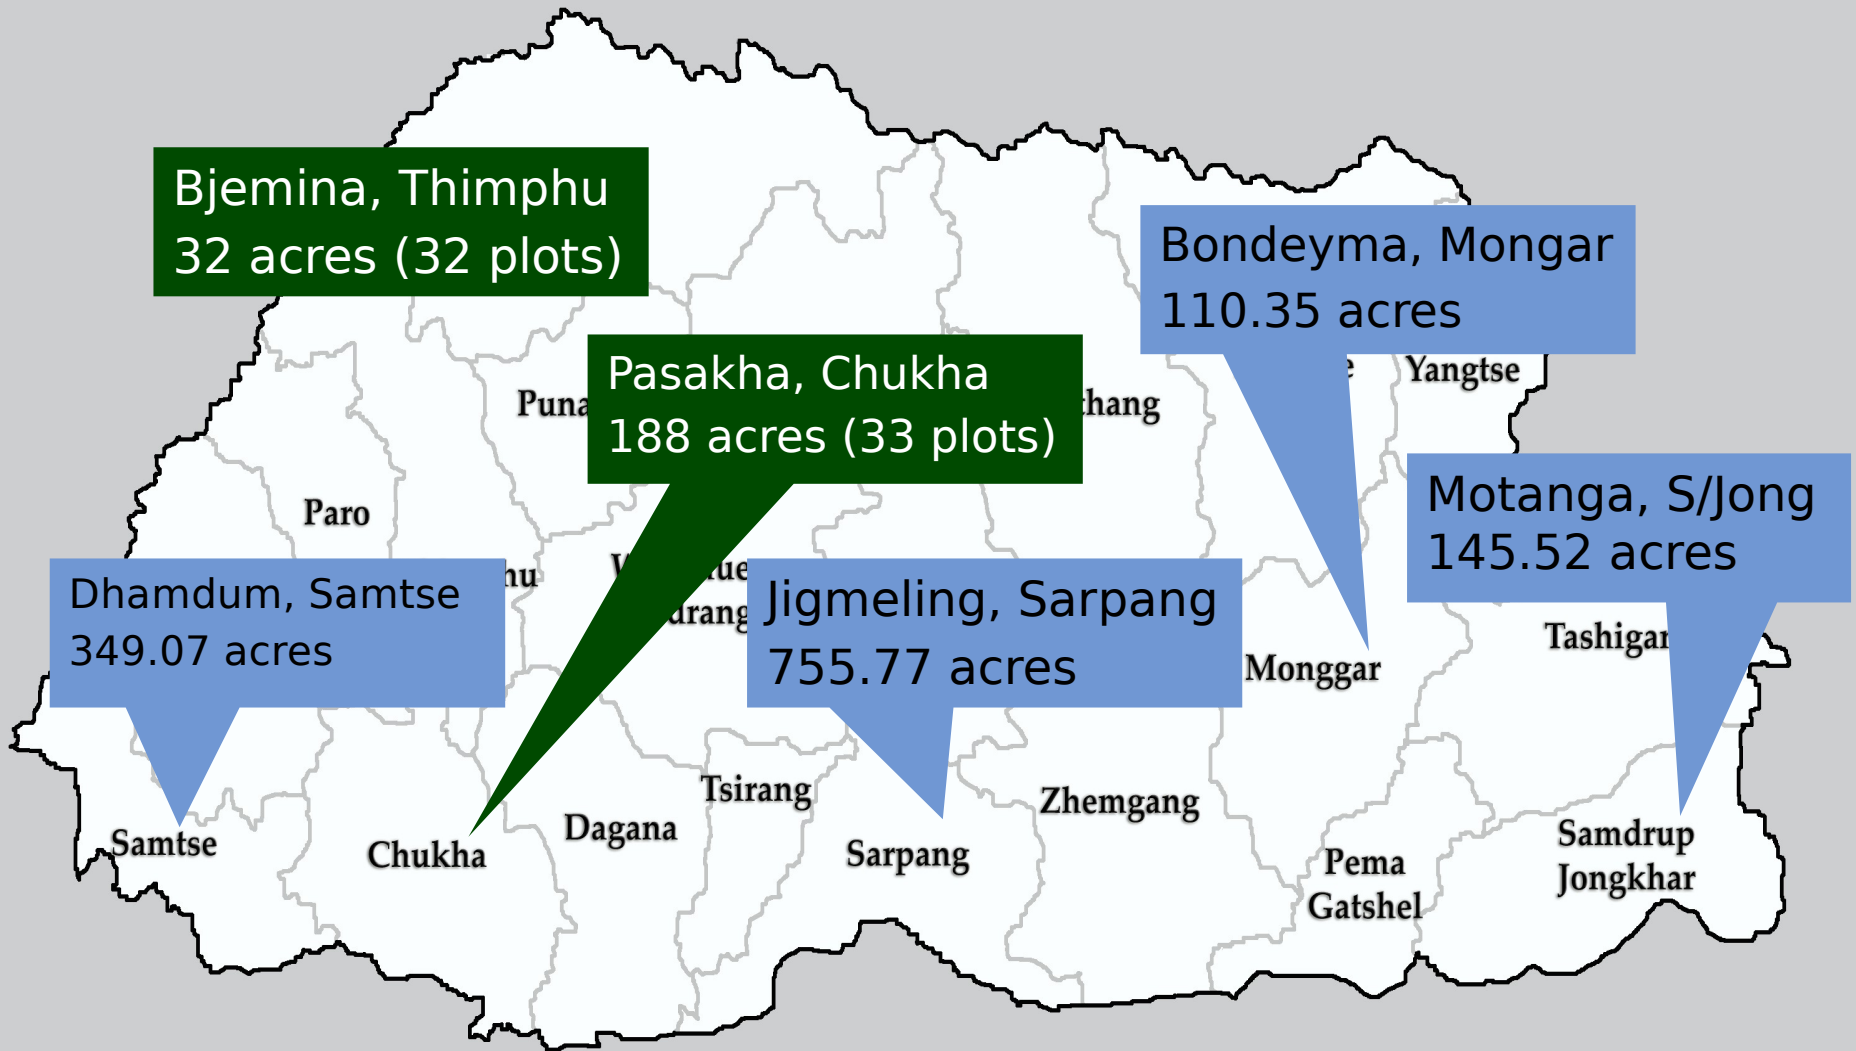 Bjemina, Thimphu
32 acres (32 plots)
Bondeyma, Mongar
110.35 acres
Pasakha, Chukha
188 acres (33 plots)
Yangtse
Motanga, S/Jong
145.52 acres
Paro
Dhamdum, Samtse
349.07 acres
Jigmeling, Sarpang
755.77 acres
Monggar
Tsirang
Zhemgang
Samtse
Chukha
Dagana
Sarpang
Pema
Gatshel
Samdrup
Jongkhar